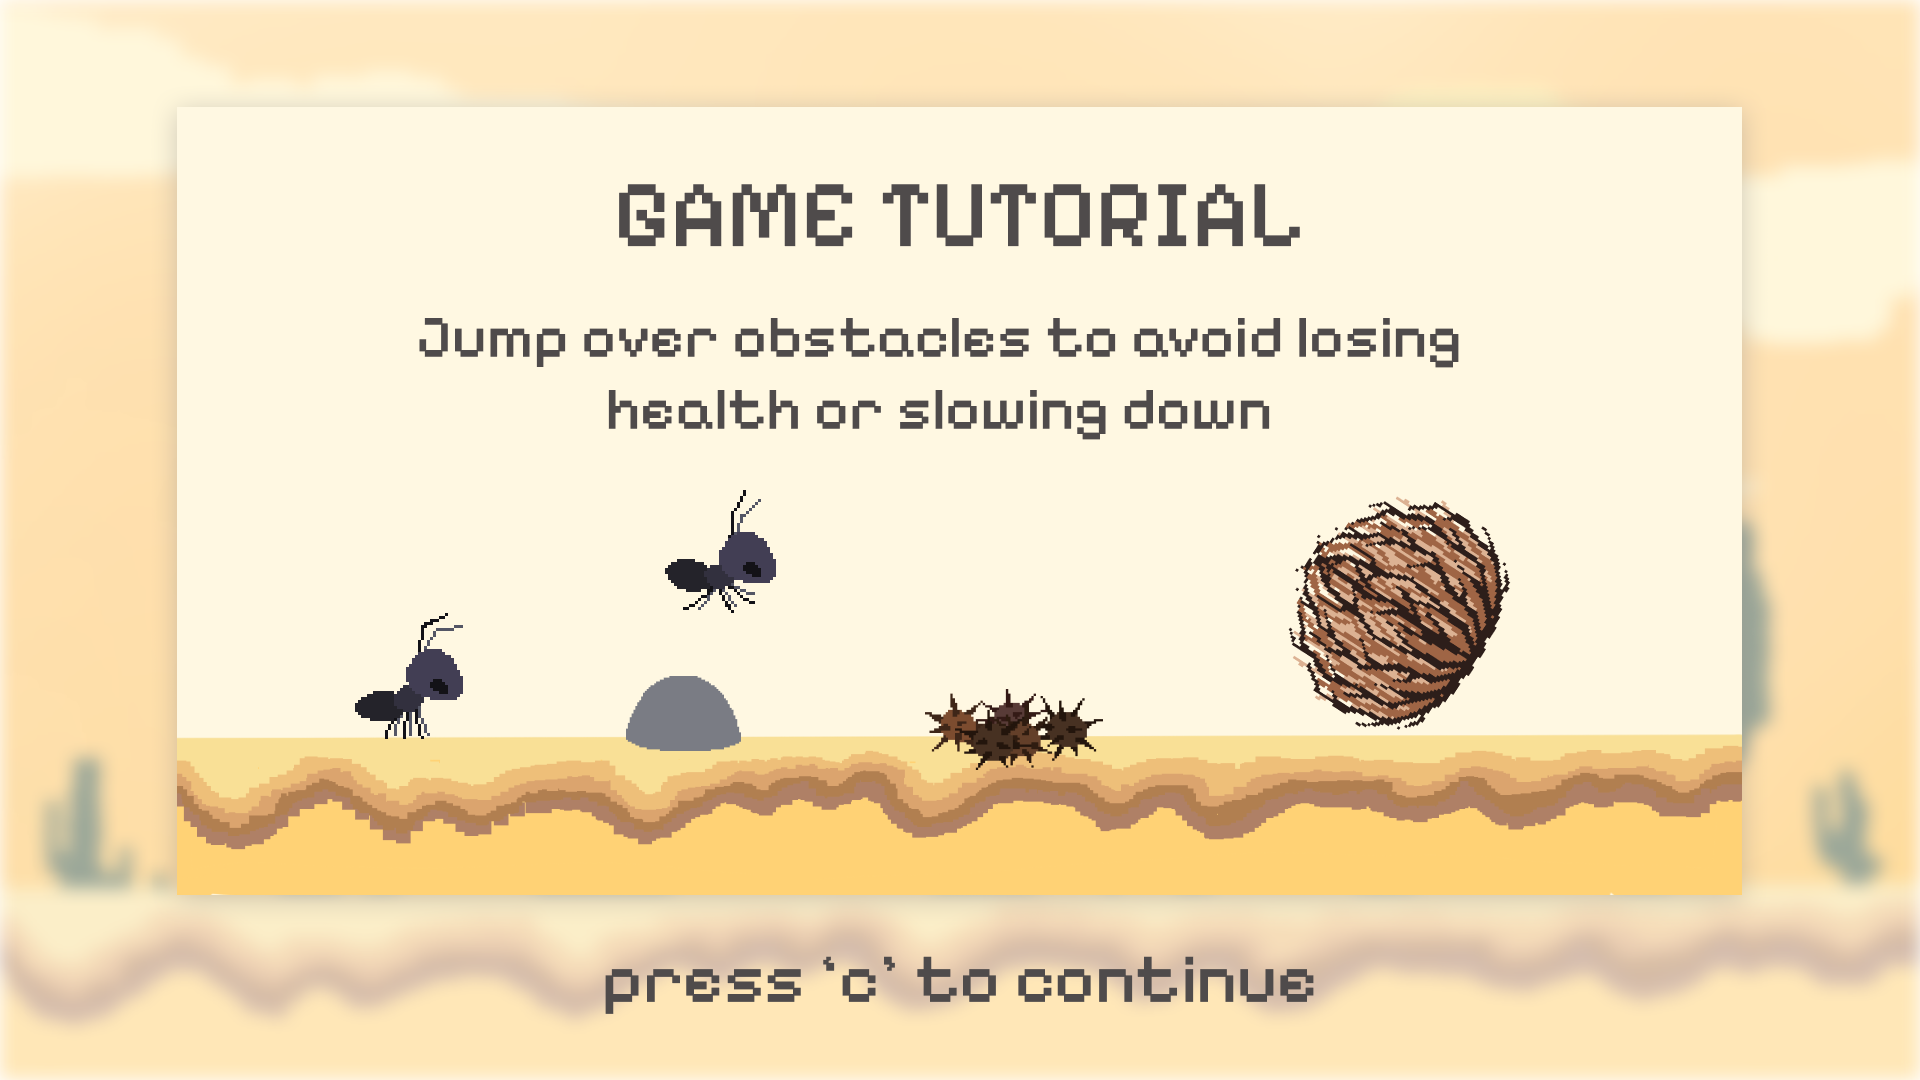 GAME TUTORIAL
Jump over obstacles to avoid losing
health or slowing down
press 'c' to continue